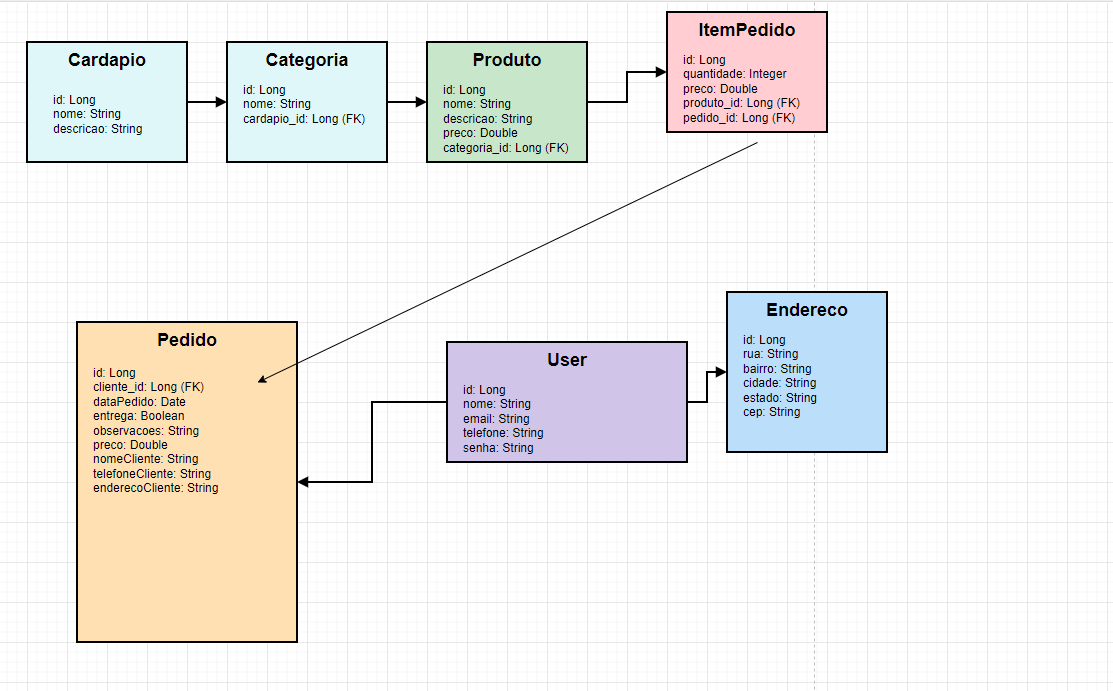 Cardapio
id: Long
nome: String
descricao: String
Categoria
id: Long
nome: String
cardapio_id: Long (FK)
Produto
id: Long
nome: String
descricao: String
preco: Double
categoria_id: Long (FK)
ItemPedido
id: Long
quantidade: Integer
preco: Double
produto_id: Long (FK)
pedido_id: Long (FK)
Pedido
id: Long
cliente_id: Long (FK)
dataPedido: Date
entrega: Boolean
observacoes: String
preco: Double
nomeCliente: String
telefoneCliente: String
enderecoCliente: String
User
id: Long
nome: String
email: String
telefone: String
senha: String
Endereco
id: Long
rua: String
bairro: String
cidade: String
estado: String
cep: String